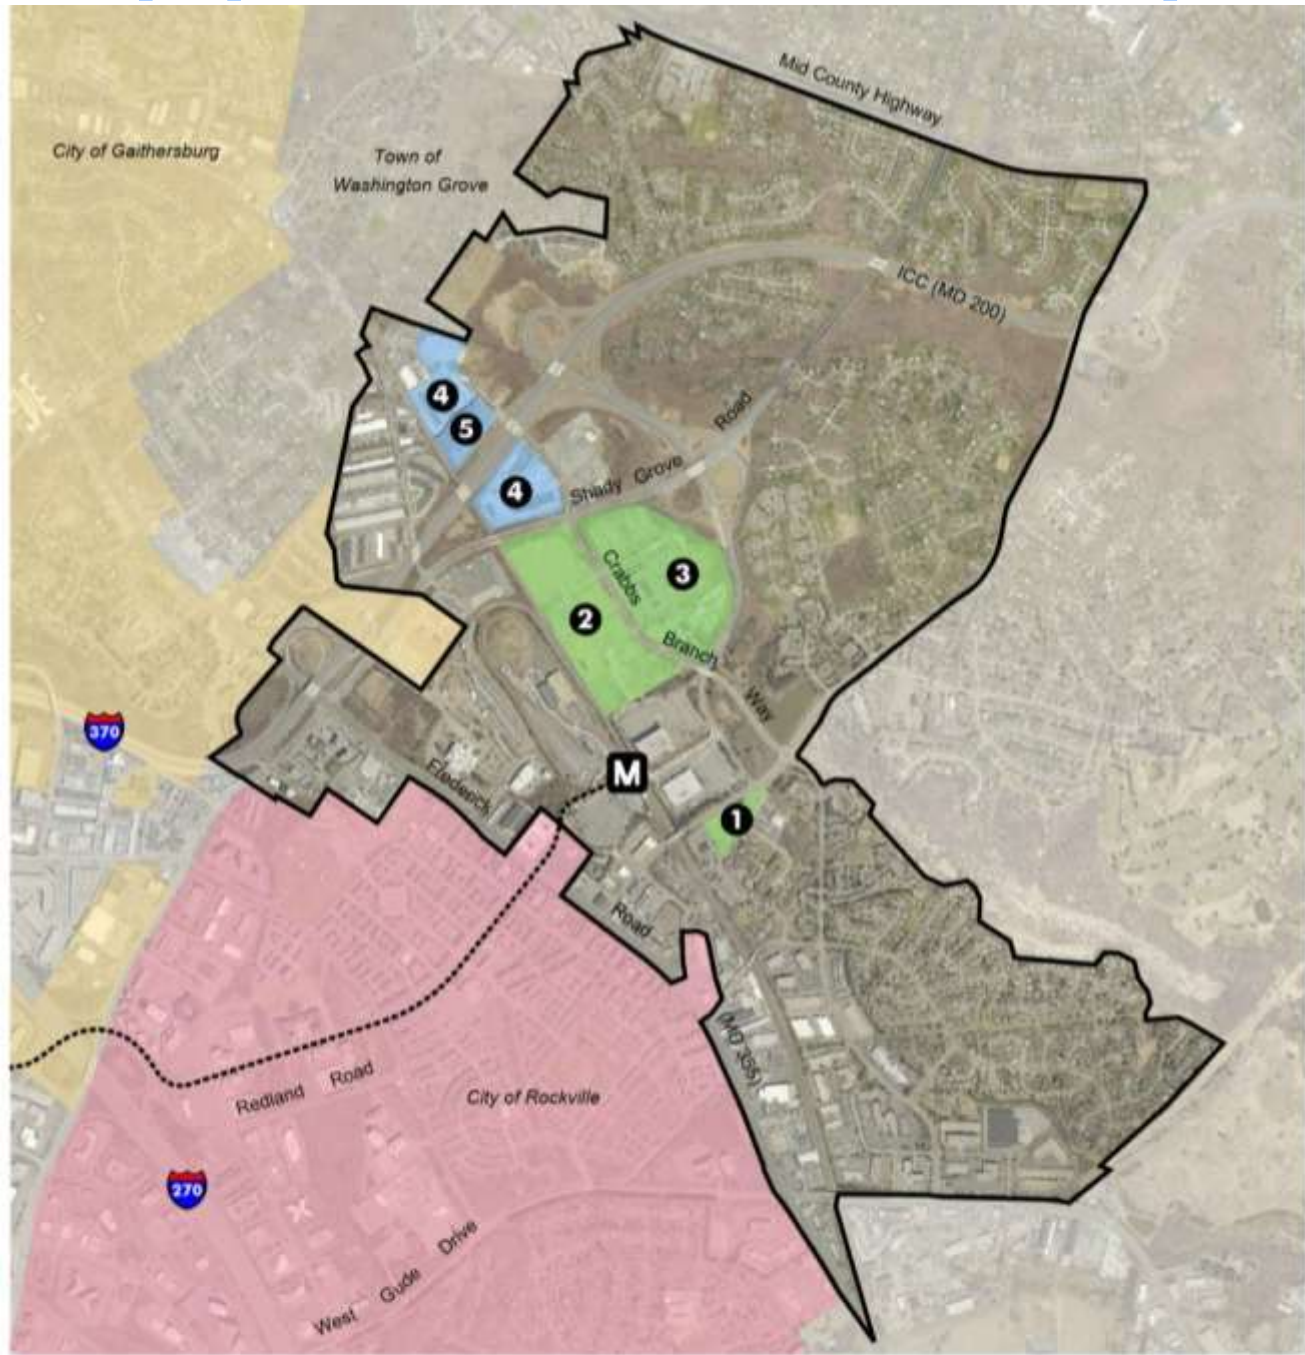 Mid County Highway
City of Gaithersburg
Town of
Washington Grove
ICC (MD 200)
4
5
4
Shady Grove Road
Crabbs Branch Way
3
2
370
M
1
Frederick Road
(MD 355)
Redland Road
City of Rockville
270
West Gude Drive